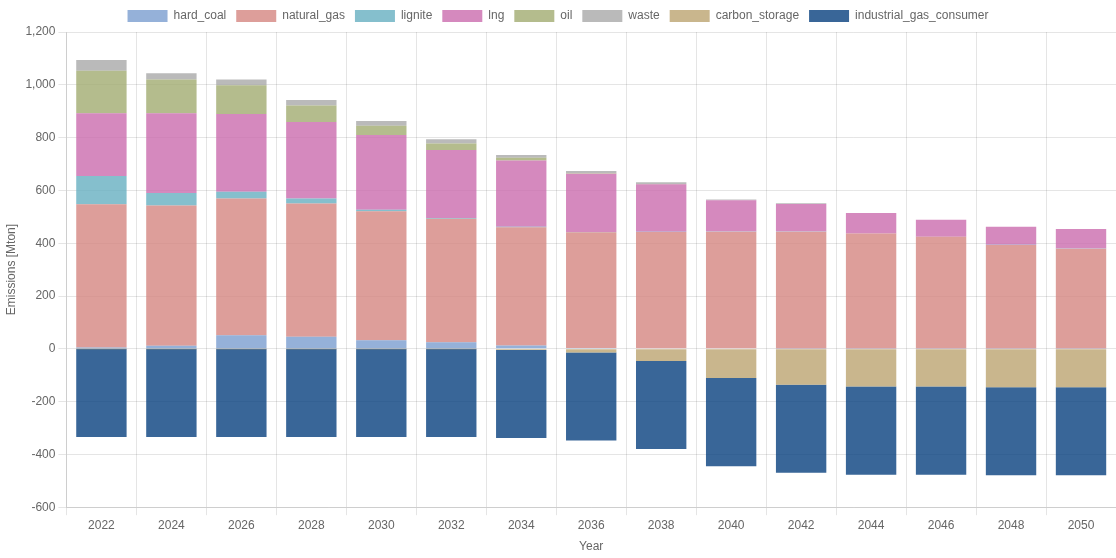 hard_coal natural_gas lignite lng oil waste carbon_storage industrial_gas_consumer
1,200
1,000
800
600
400
200
0
-200
-400
-600
Emissions [Mton]
2022 2024 2026 2028 2030 2032 2034 2036 2038 2040 2042 2044 2046 2048 2050
Year